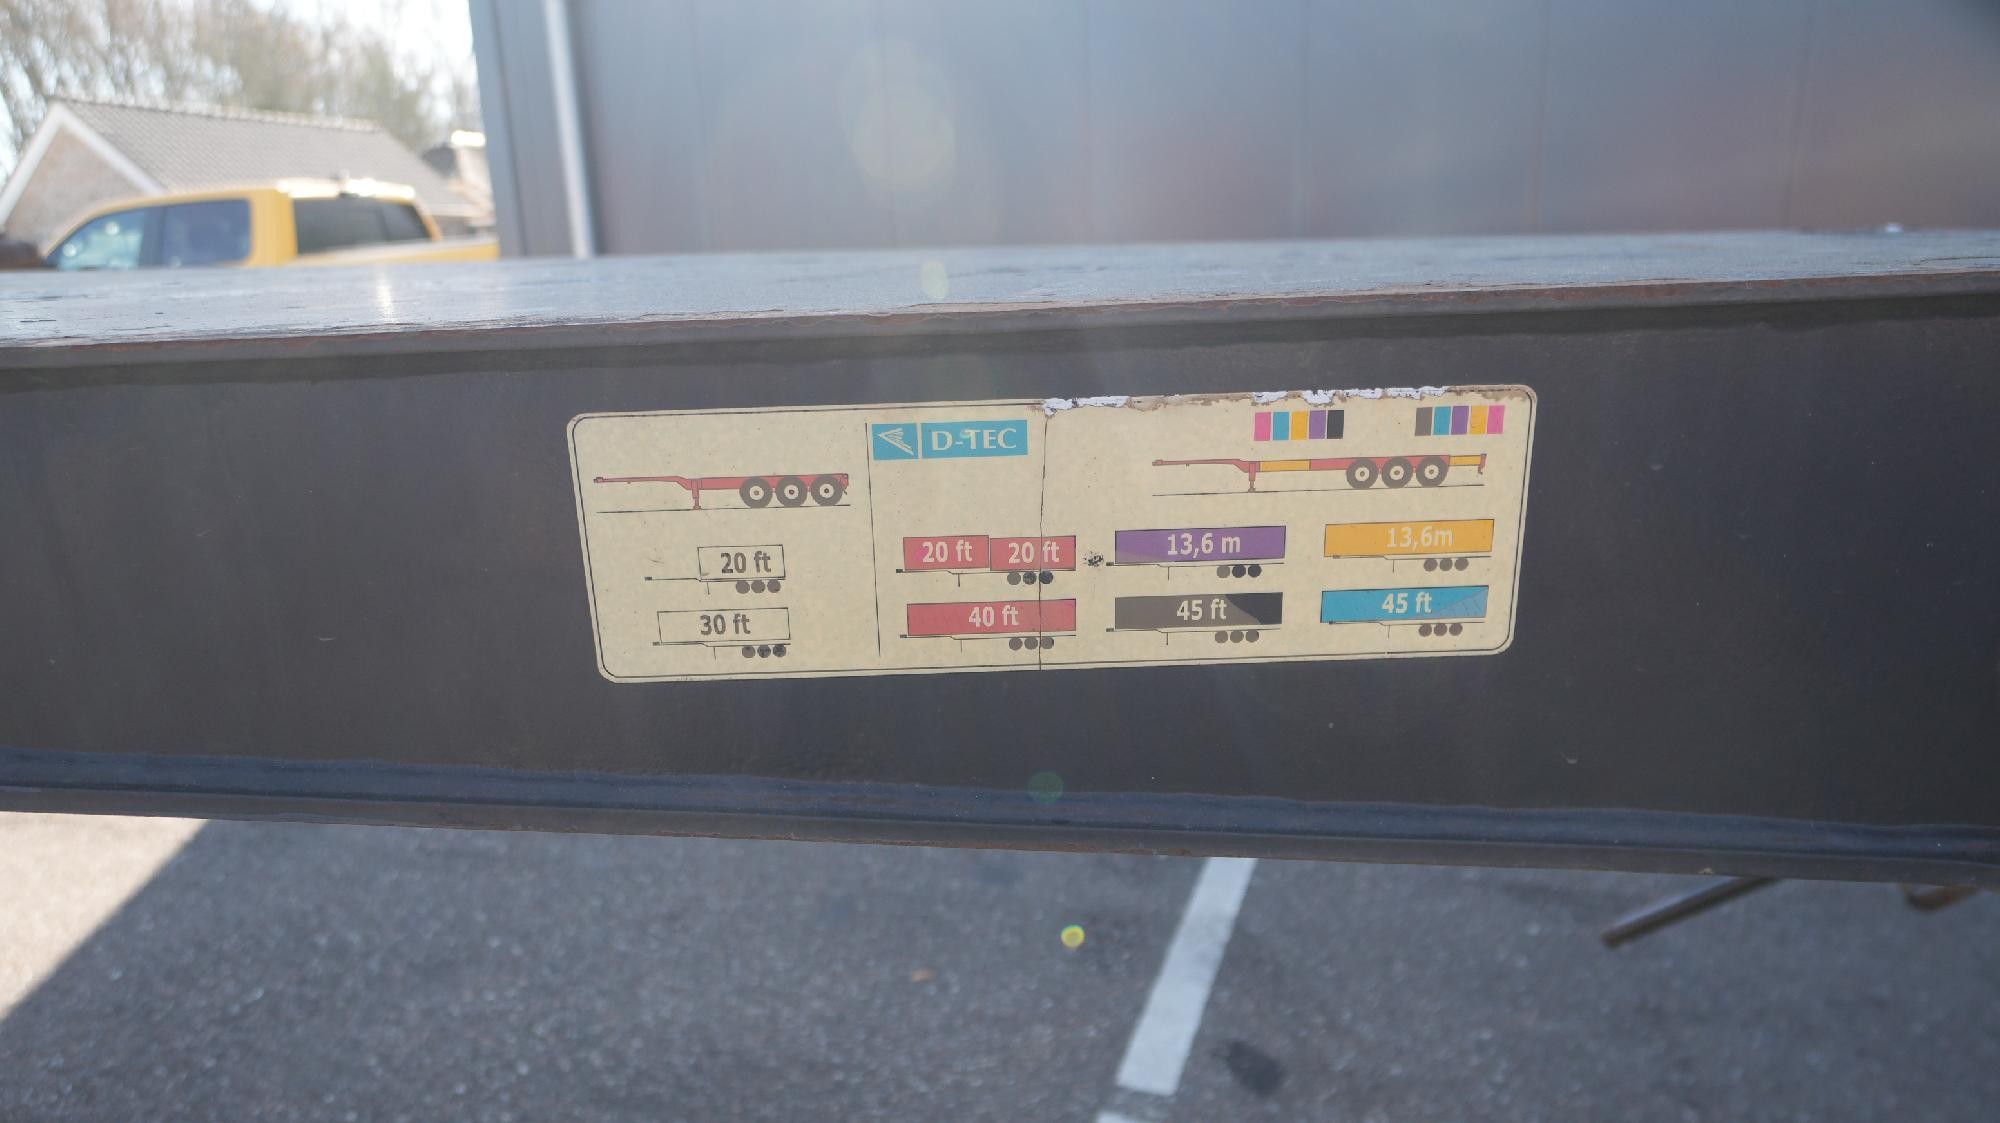 D-TEC
20 ft
30 ft
20 ft 20 ft
40 ft
13,6 m
45 ft
13,6m
45 ft